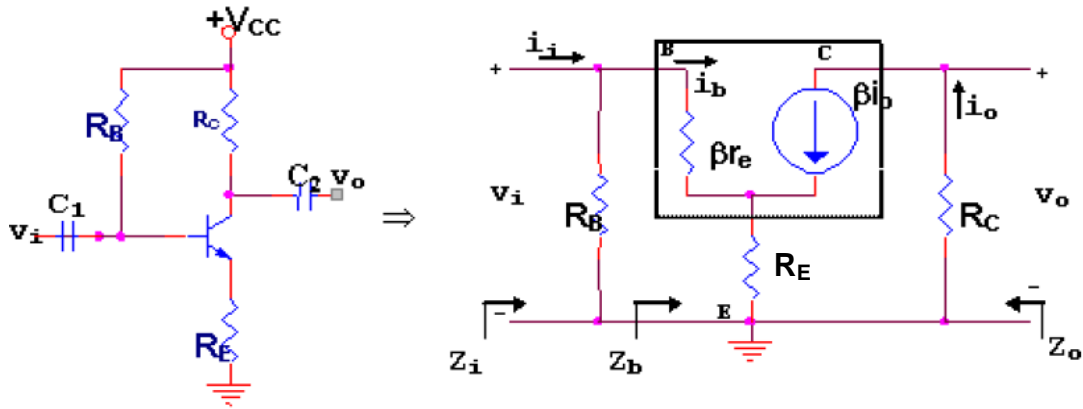 +VCC
RB
RC
C1
C2
vo
vi
RE
⇒
ii
B
ib
C
βib
io
βre
+
+
vi
RB
RC
vo
RE
-
-
E
Zi
Zb
Zo